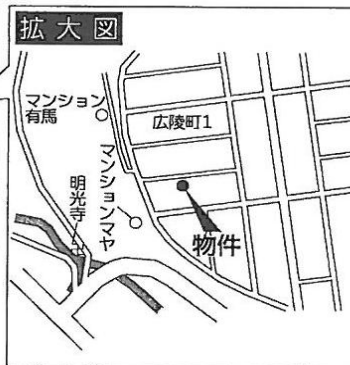 拡大図
マンション
有馬
広陵町1
マンションマヤ
明光寺
物件